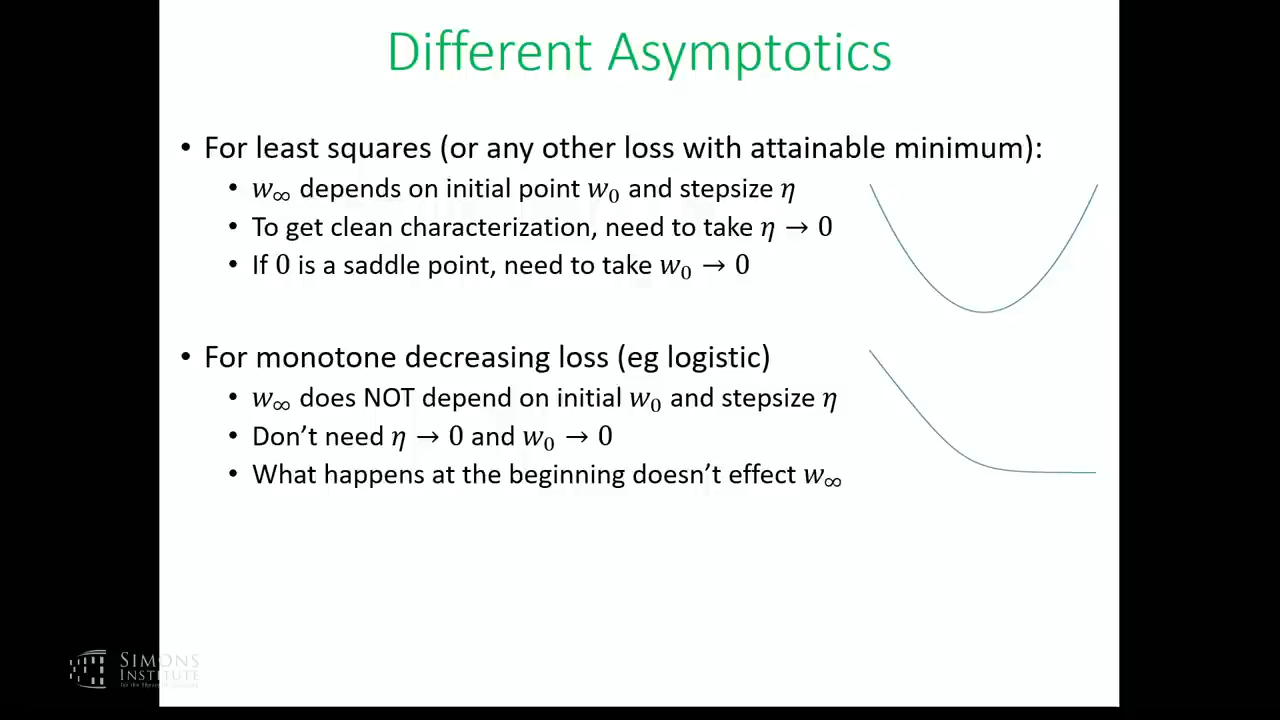 Different Asymptotics
• For least squares (or any other loss with attainable minimum):
• w∞ depends on initial point w₀ and stepsize η
• To get clean characterization, need to take η → 0
• If 0 is a saddle point, need to take w₀ → 0
• For monotone decreasing loss (eg logistic)
• w∞ does NOT depend on initial w₀ and stepsize η
• Don't need η → 0 and w₀ → 0
• What happens at the beginning doesn't effect w∞
SIMONS
INSTITUTE